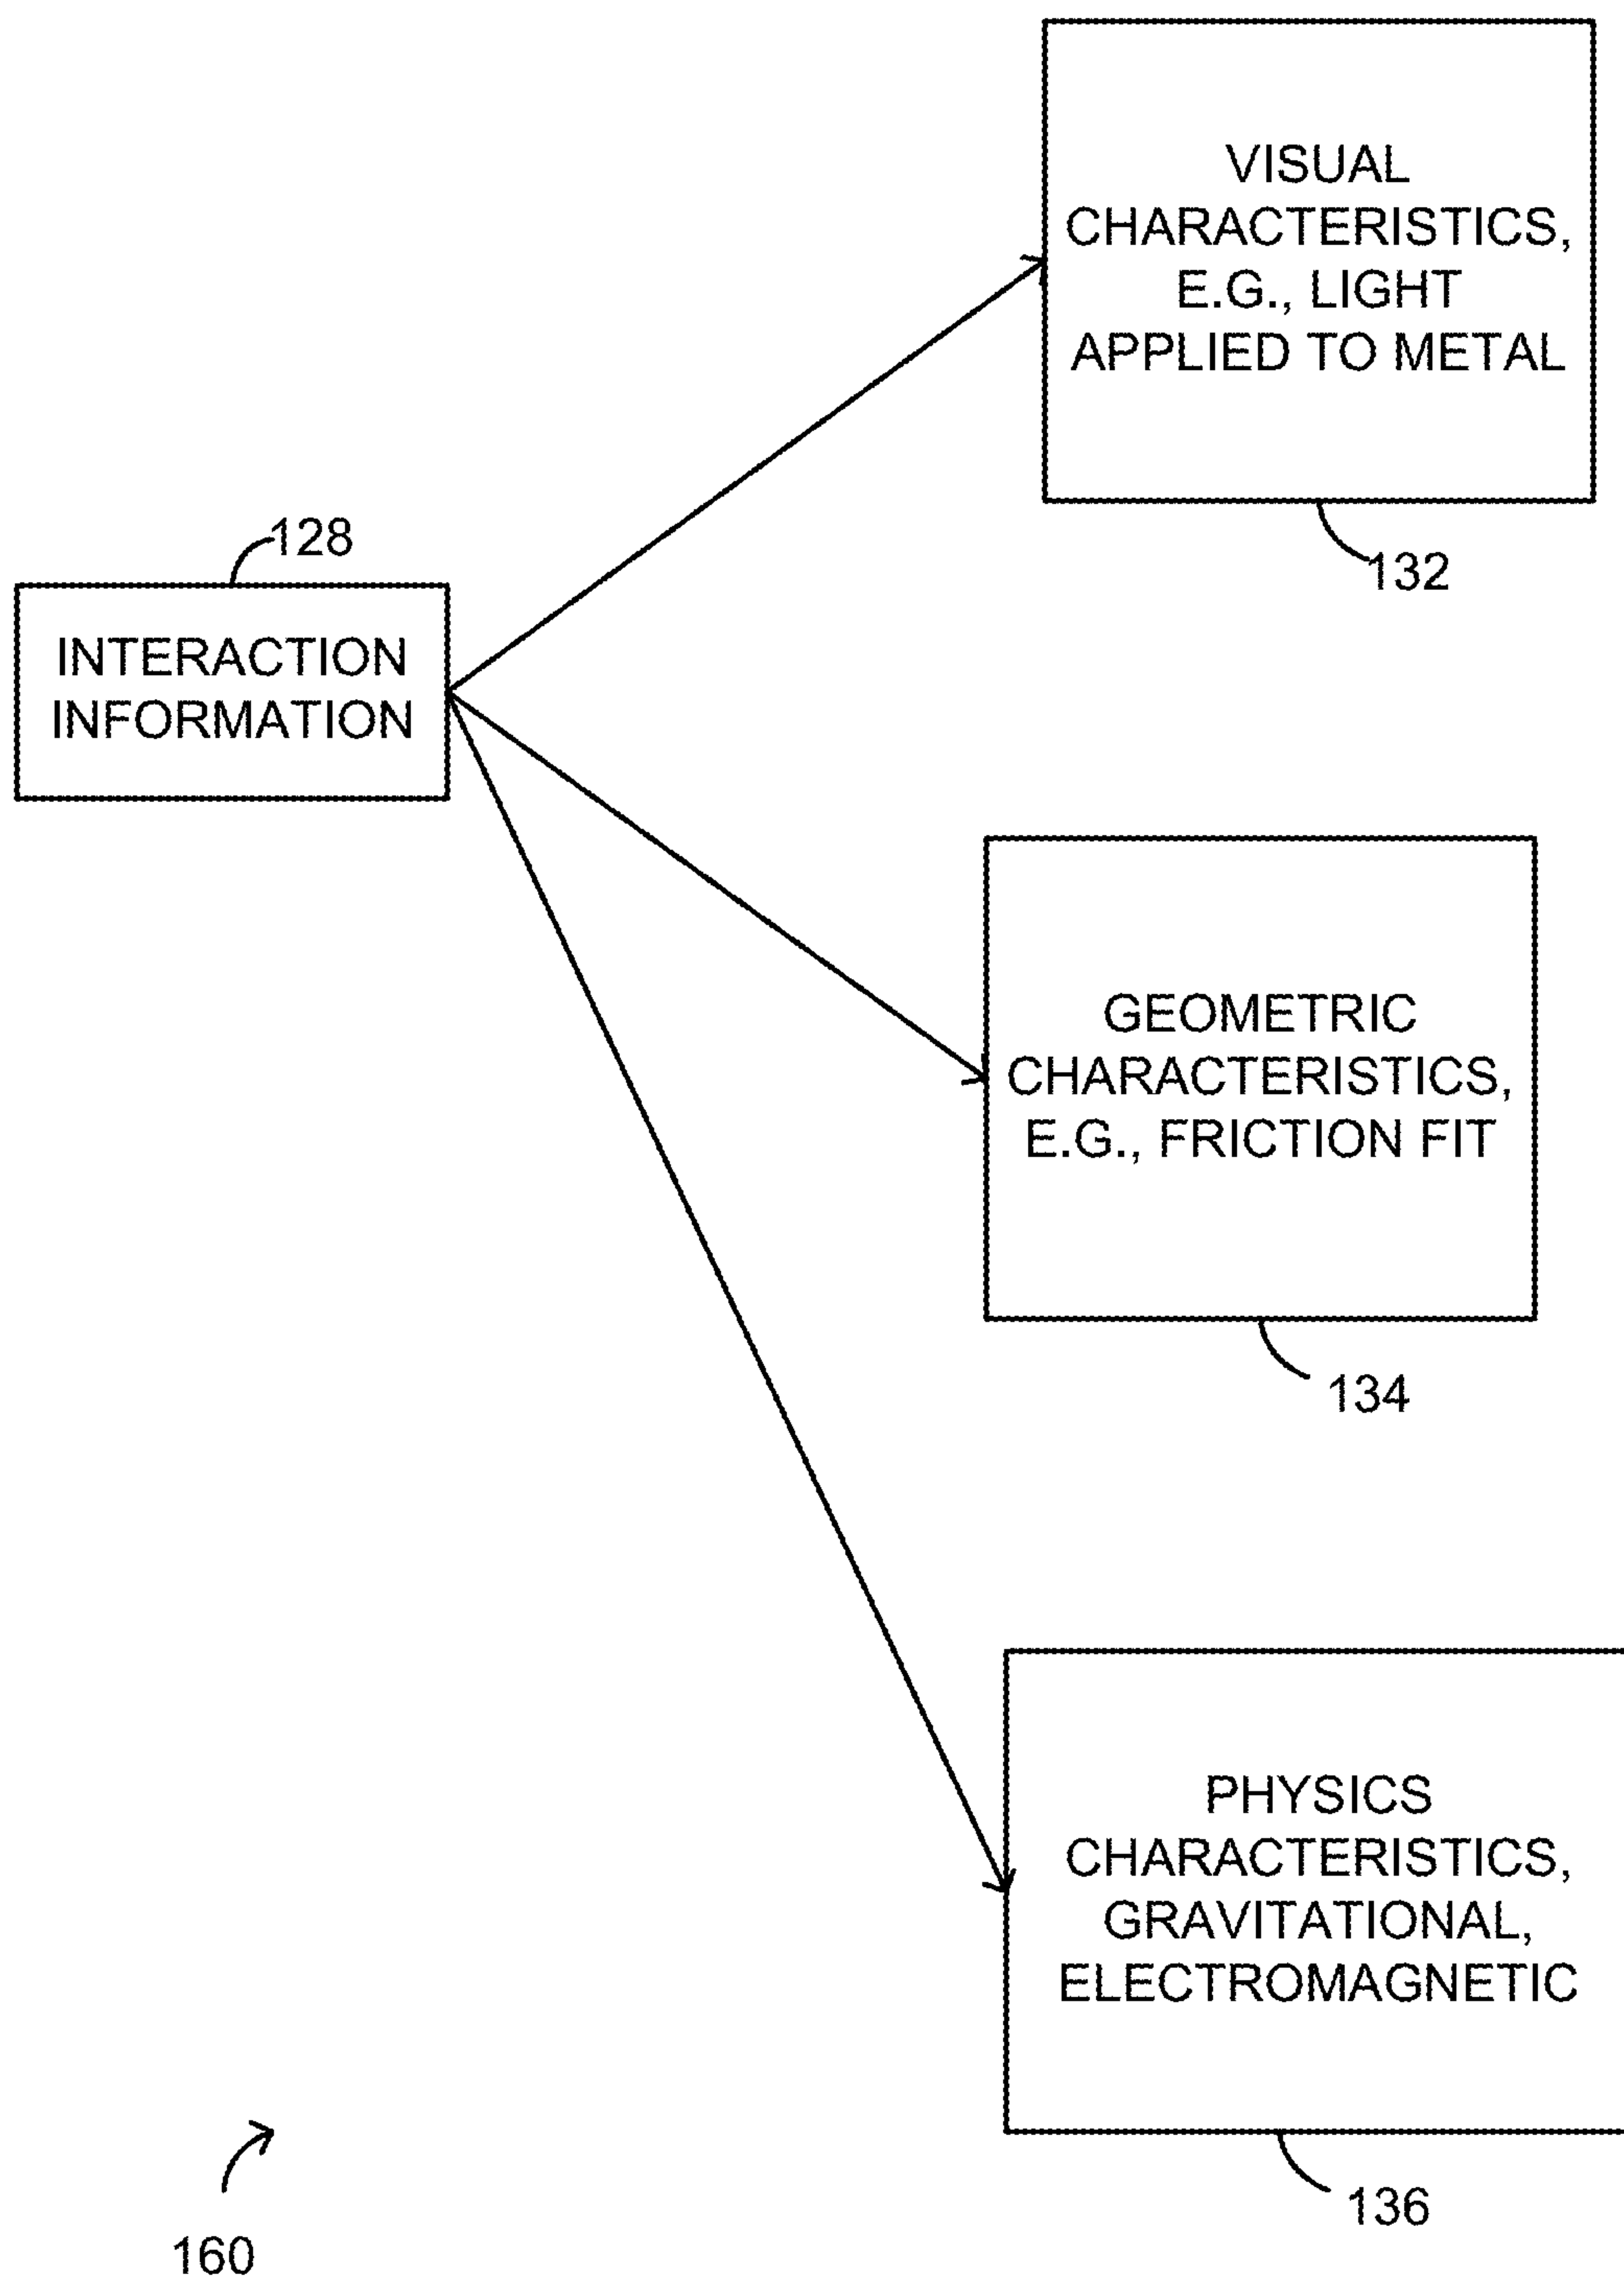 VISUAL
CHARACTERISTICS,
E.G., LIGHT
APPLIED TO METAL
132
128
INTERACTION
INFORMATION
GEOMETRIC
CHARACTERISTICS,
E.G., FRICTION FIT
134
PHYSICS
CHARACTERISTICS,
GRAVITATIONAL,
ELECTROMAGNETIC
136
160